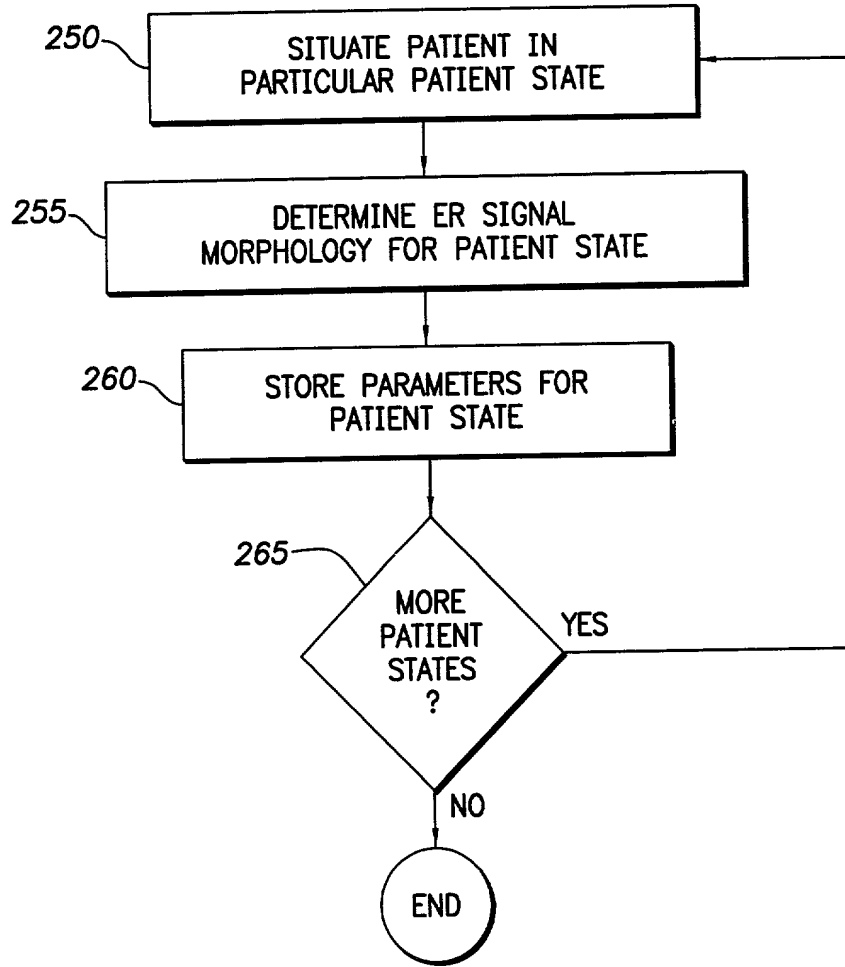 250
SITUATE PATIENT IN
PARTICULAR PATIENT STATE
255
DETERMINE ER SIGNAL
MORPHOLOGY FOR PATIENT STATE
260
STORE PARAMETERS FOR
PATIENT STATE
265
MORE
PATIENT
STATES
?
YES
NO
END